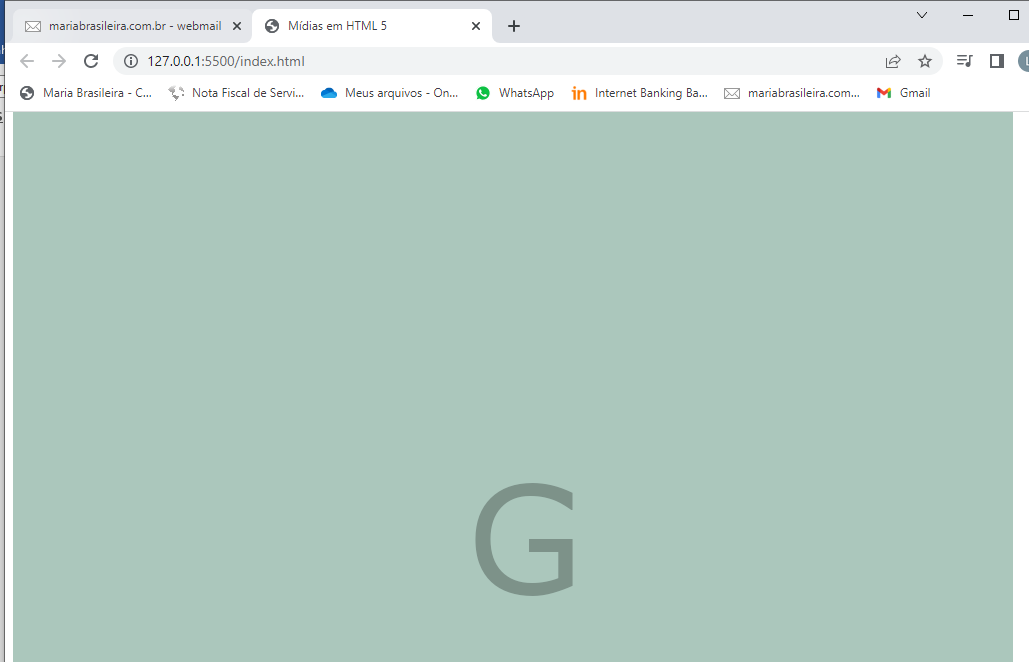 mariabrasileira.com.br - webmail
Mídias em HTML 5
127.0.0.1:5500/index.html
Maria Brasileira - C...
Nota Fiscal de Servi...
Meus arquivos - On...
WhatsApp
Internet Banking Ba...
mariabrasileira.com...
Gmail
G